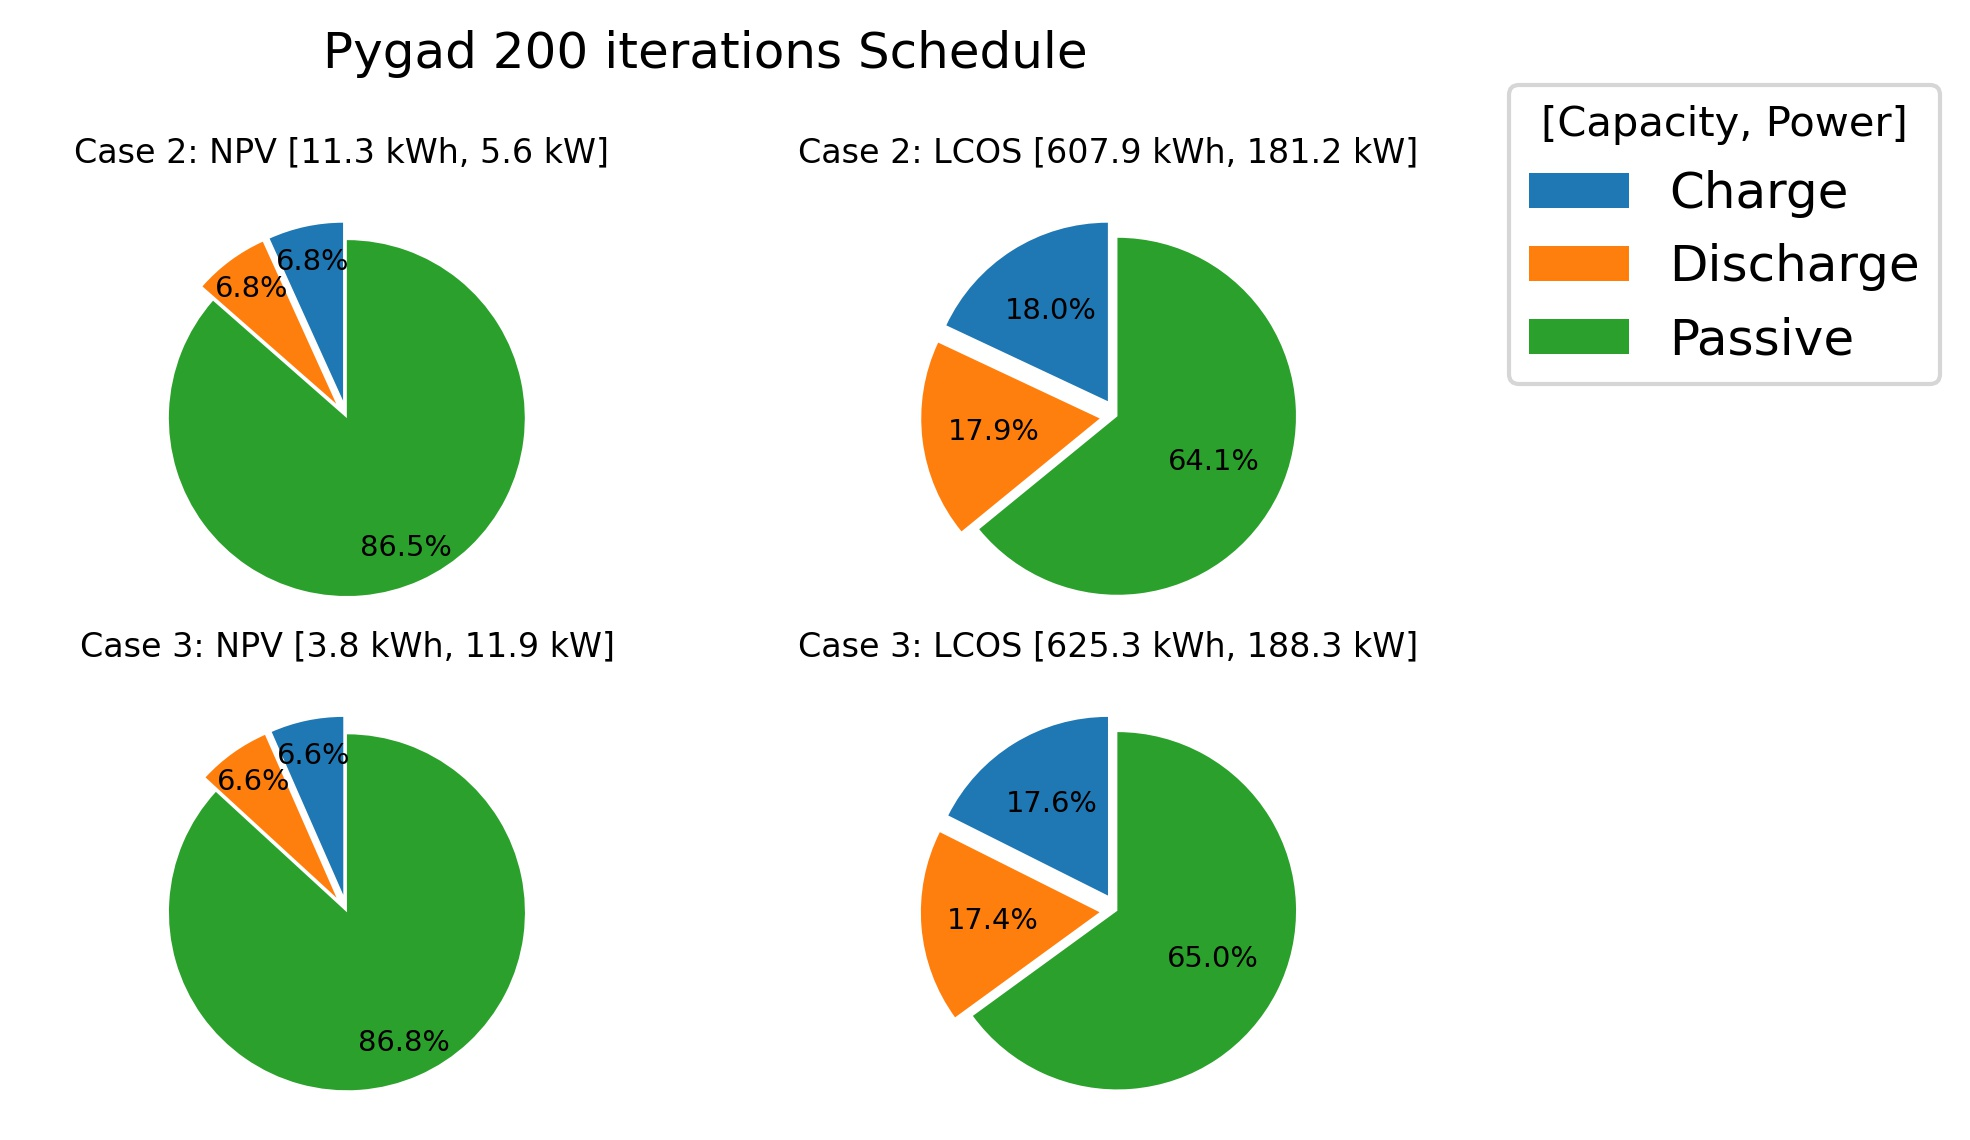 Pygad 200 iterations Schedule
[Capacity, Power]
Charge
Discharge
Passive
Case 2: NPV [11.3 kWh, 5.6 kW]
6.8%
6.8%
86.5%
Case 2: LCOS [607.9 kWh, 181.2 kW]
18.0%
17.9%
64.1%
Case 3: NPV [3.8 kWh, 11.9 kW]
6.6%
6.6%
86.8%
Case 3: LCOS [625.3 kWh, 188.3 kW]
17.6%
17.4%
65.0%